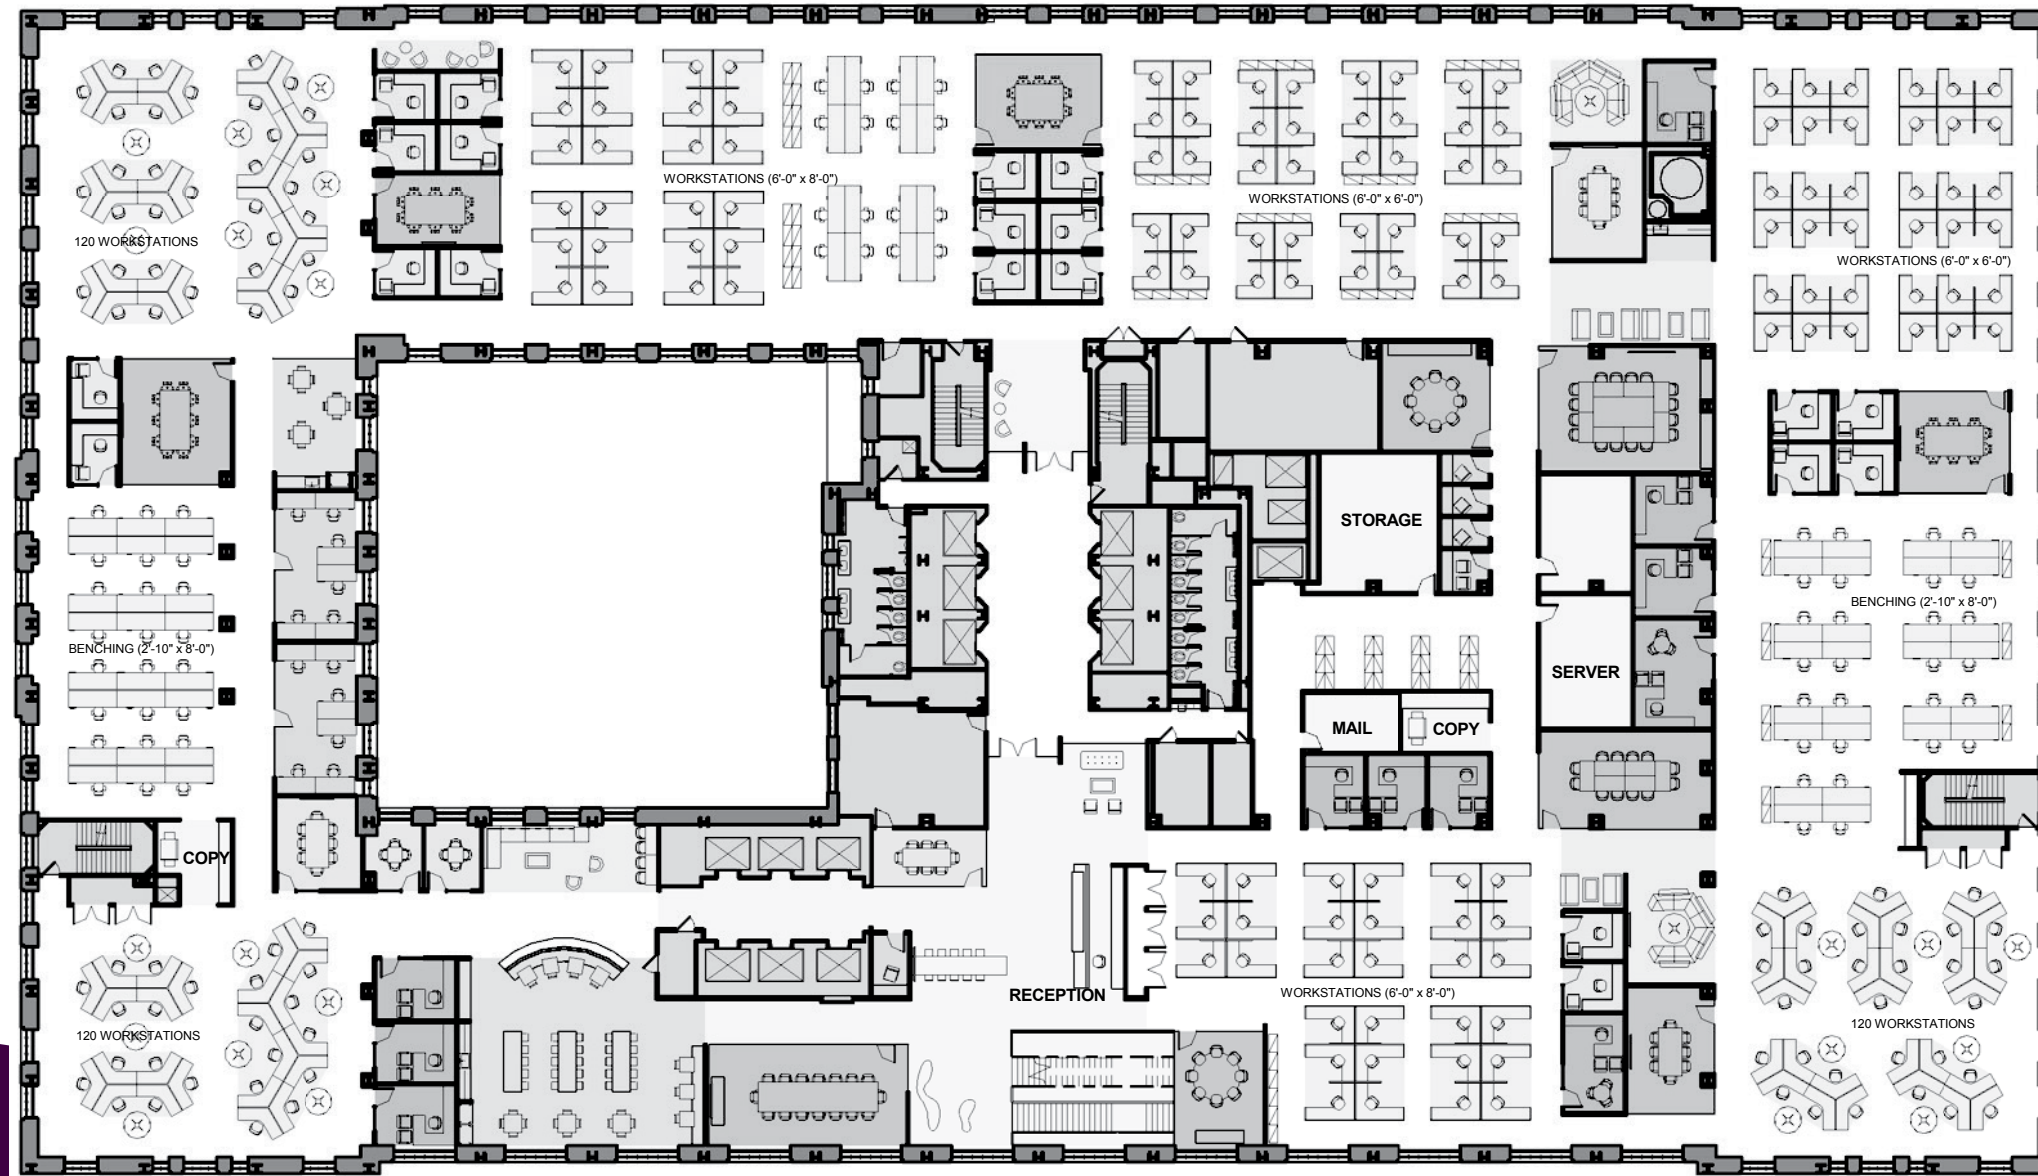 WORKSTATIONS (6'-0" x 8'-0")
WORKSTATIONS (6'-0" x 6'-0")
120 WORKSTATIONS
WORKSTATIONS (6'-0" x 6'-0")
STORAGE
BENCHING (2'-10" x 8'-0")
BENCHING (2'-10" x 8'-0")
SERVER
MAIL
COPY
COPY
RECEPTION
WORKSTATIONS (6'-0" x 8'-0")
120 WORKSTATIONS
120 WORKSTATIONS